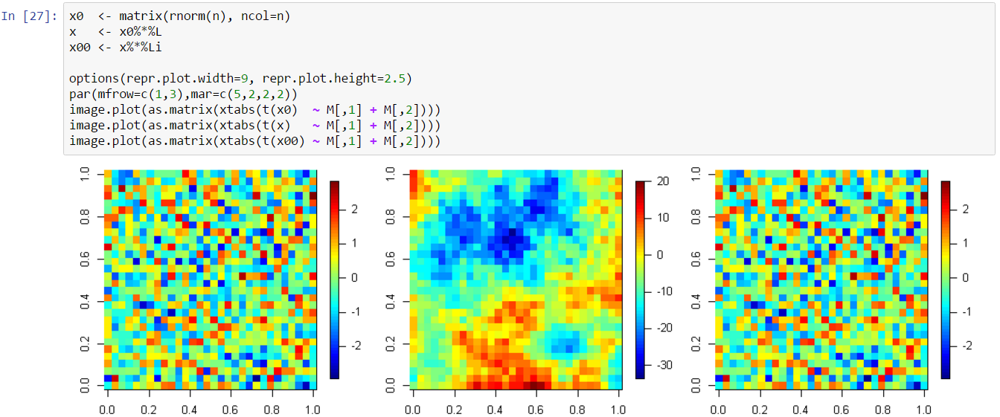 In [27]:
x0  <- matrix(rnorm(n), ncol=n)
x   <- x0%*%L
x00 <- x%*%Li
options(repr.plot.width=9, repr.plot.height=2.5)
par(mfrow=c(1,3),mar=c(5,2,2,2))
image.plot(as.matrix(xtabs(t(x0)  ~ M[,1] + M[,2])))
image.plot(as.matrix(xtabs(t(x)   ~ M[,1] + M[,2])))
image.plot(as.matrix(xtabs(t(x00) ~ M[,1] + M[,2])))
1.0
0.8
0.6
0.4
0.2
0.0
0.0 0.2 0.4 0.6 0.8 1.0
2
1
0
-1
-2
1.0
0.8
0.6
0.4
0.2
0.0
0.0 0.2 0.4 0.6 0.8 1.0
20
10
0
-10
-20
-30
1.0
0.8
0.6
0.4
0.2
0.0
0.0 0.2 0.4 0.6 0.8 1.0
2
1
0
-1
-2